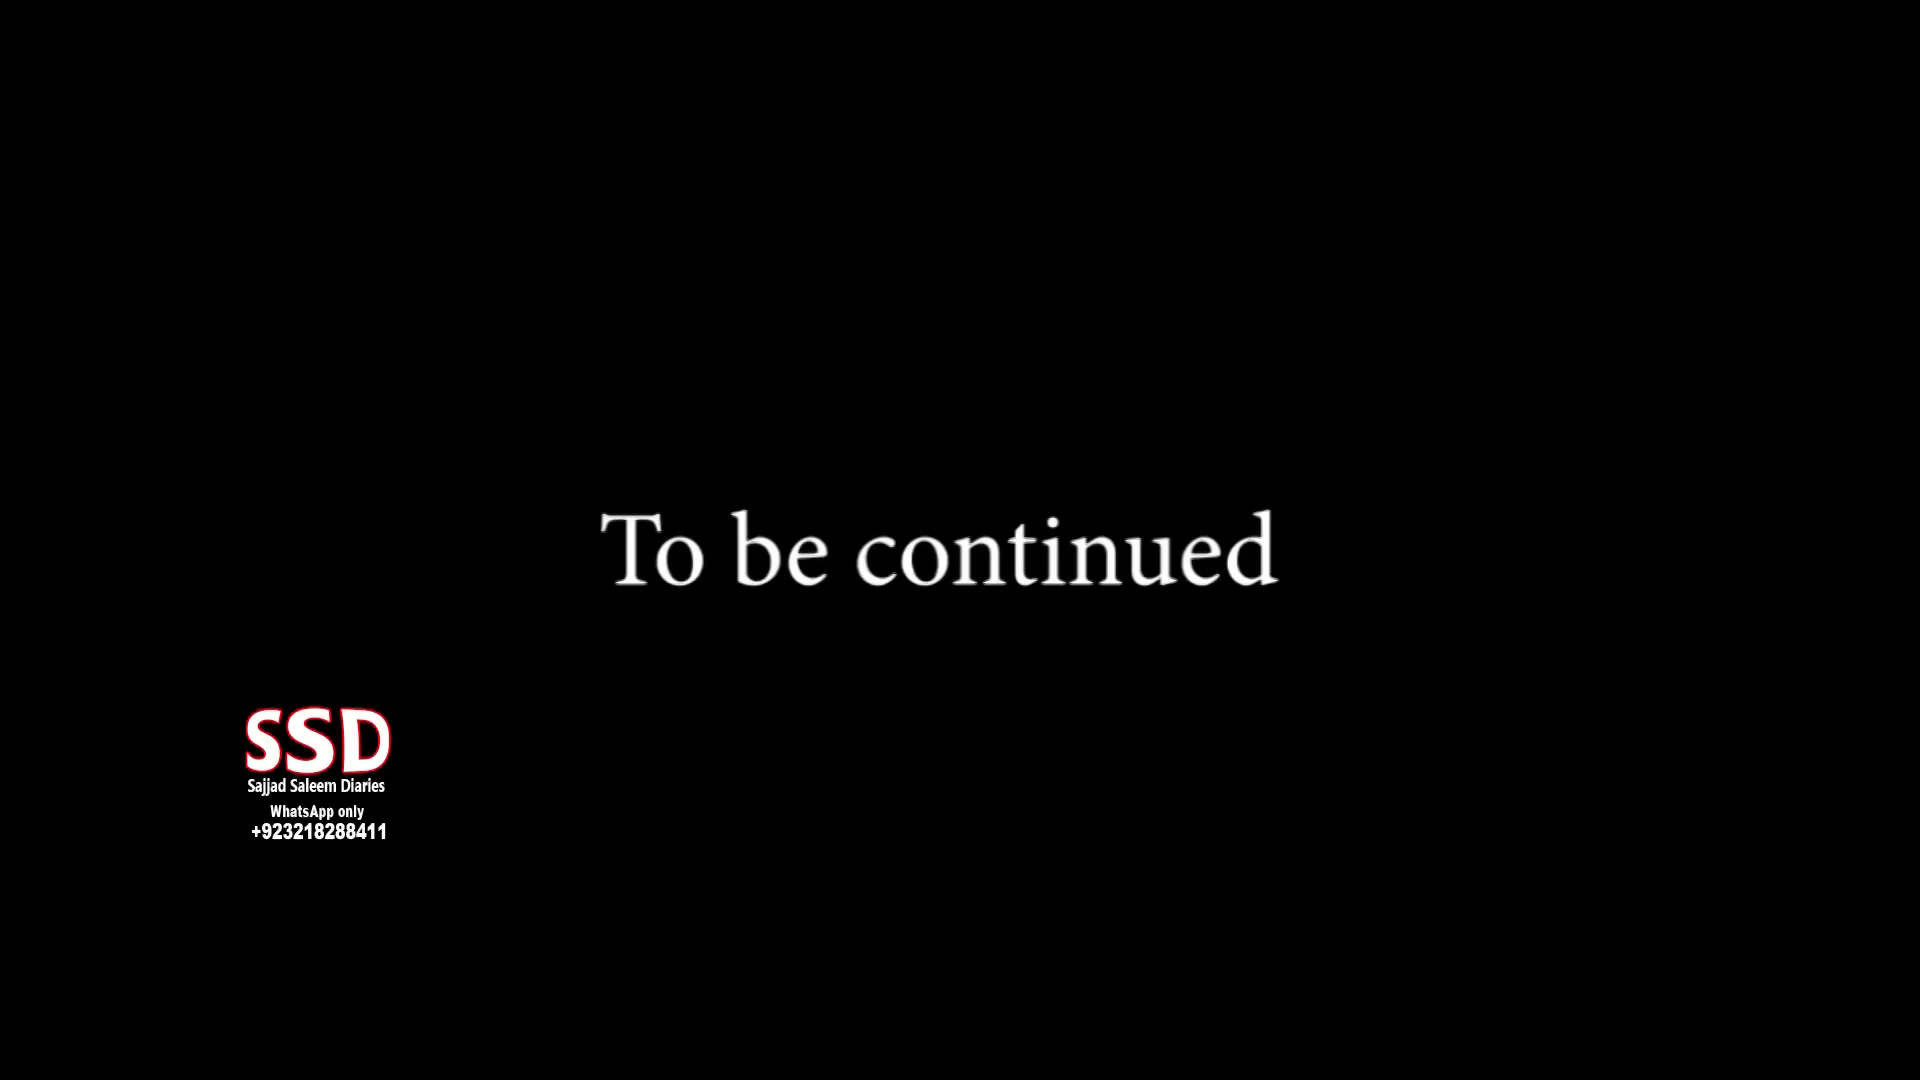 To be continued
SSD
Sajjad Saleem Diaries
WhatsApp only
+923218288411